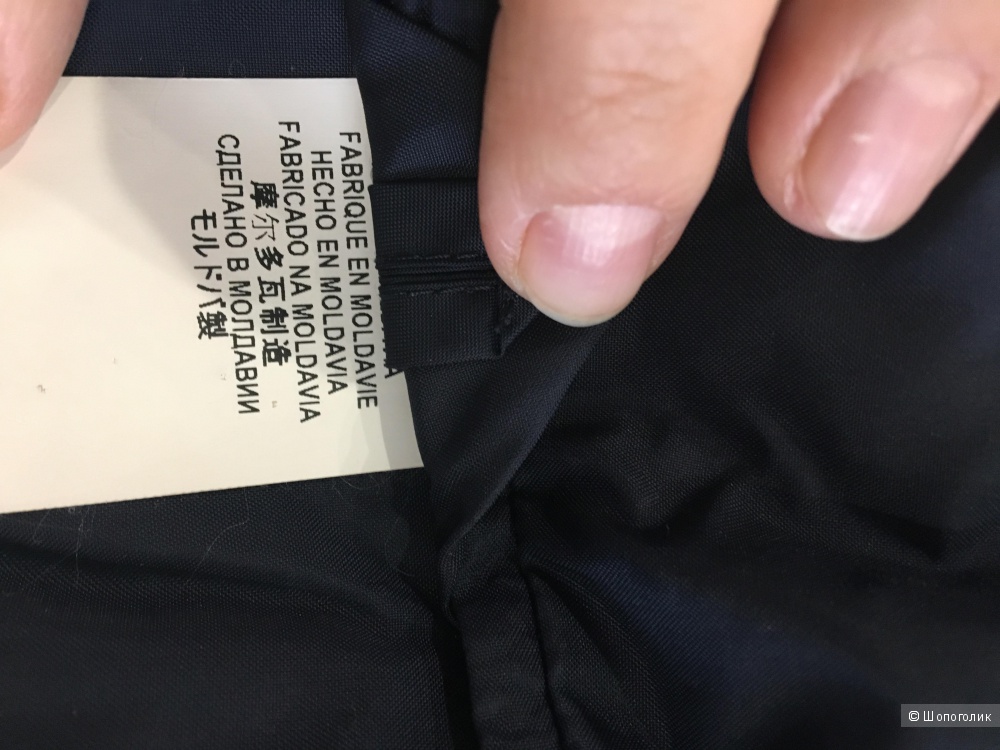 FABRIQUE EN MOLDAVIE
HECHO EN MOLDAVIA
FABRICADO NA MOLDAVIA
摩尔多瓦制造
СДЕЛАНО В МОЛДАВИИ
モルドバ製
© Шопоголик